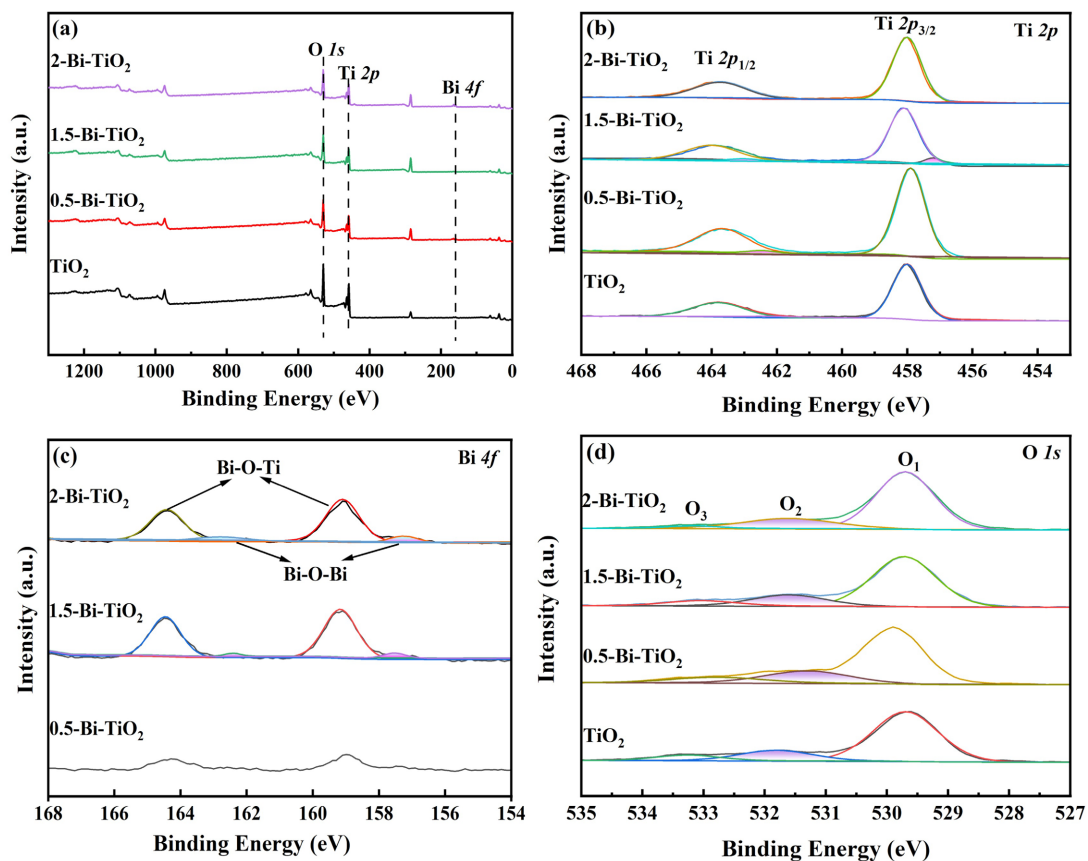 (a)
O 1s
Ti 2p
Bi 4f
2-Bi-TiO₂
1.5-Bi-TiO₂
0.5-Bi-TiO₂
TiO₂
Intensity (a.u.)
1200 1000 800 600 400 200 0
Binding Energy (eV)
(b)
Ti 2p
Ti 2p₃/₂
Ti 2p₁/₂
2-Bi-TiO₂
1.5-Bi-TiO₂
0.5-Bi-TiO₂
TiO₂
Intensity (a.u.)
468 466 464 462 460 458 456 454
Binding Energy (eV)
(c)
Bi 4f
Bi-O-Ti
2-Bi-TiO₂
Bi-O-Bi
1.5-Bi-TiO₂
0.5-Bi-TiO₂
Intensity (a.u.)
168 166 164 162 160 158 156 154
Binding Energy (eV)
(d)
O 1s
O₁
O₂
O₃
2-Bi-TiO₂
1.5-Bi-TiO₂
0.5-Bi-TiO₂
TiO₂
Intensity (a.u.)
535 534 533 532 531 530 529 528 527
Binding Energy (eV)